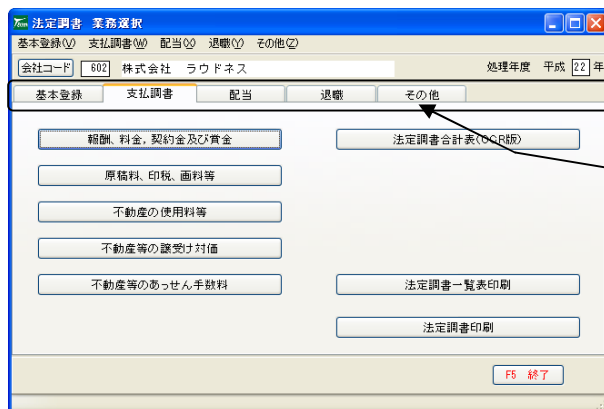 法定調書 業務選択
基本登録(V) 支払調書(W) 配当(X) 退職(Y) その他(Z)
会社コード 602 株式会社 ラウドネス 処理年度 平成 22 年
基本登録 支払調書 配当 退職 その他
報酬、料金，契約金及び賞金 法定調書合計表(OCR版)
原稿料、印税、画料等
不動産の使用料等
不動産等の譲受け対価
不動産等のあっせん手数料 法定調書一覧表印刷
法定調書印刷
F5 終了